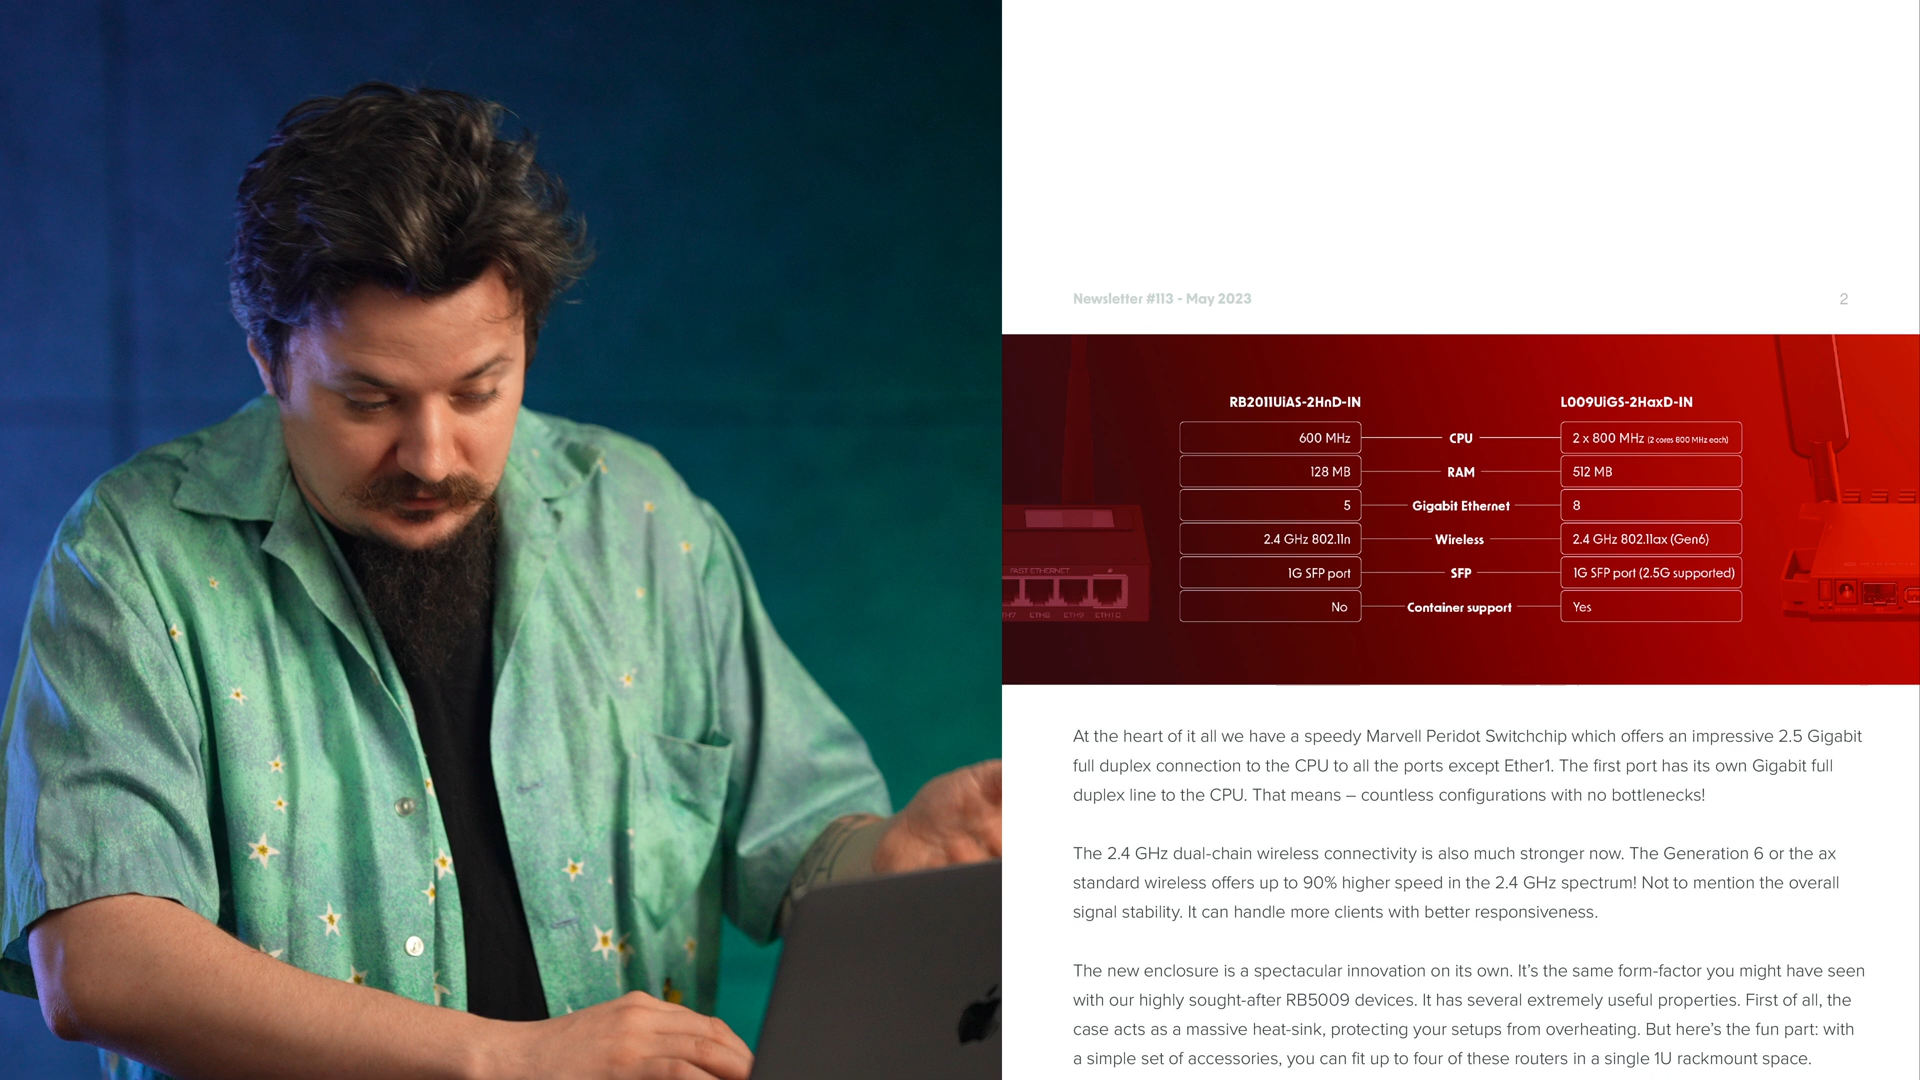 Newsletter #113 - May 2023
2
RB2011UiAS-2HnD-IN
L009UiGS-2HaxD-IN
600 MHz CPU 2 x 800 MHz (2 cores 800 MHz each)
128 MB RAM 512 MB
5 Gigabit Ethernet 8
2.4 GHz 802.11n Wireless 2.4 GHz 802.11ax (Gen6)
1G SFP port SFP 1G SFP port (2.5G supported)
No Container support Yes
FAST ETHERNET
ETH8 ETH9 ETH10
At the heart of it all we have a speedy Marvell Peridot Switchchip which offers an impressive 2.5 Gigabit
full duplex connection to the CPU to all the ports except Ether1. The first port has its own Gigabit full
duplex line to the CPU. That means – countless configurations with no bottlenecks!
The 2.4 GHz dual-chain wireless connectivity is also much stronger now. The Generation 6 or the ax
standard wireless offers up to 90% higher speed in the 2.4 GHz spectrum! Not to mention the overall
signal stability. It can handle more clients with better responsiveness.
The new enclosure is a spectacular innovation on its own. It’s the same form-factor you might have seen
with our highly sought-after RB5009 devices. It has several extremely useful properties. First of all, the
case acts as a massive heat-sink, protecting your setups from overheating. But here’s the fun part: with
a simple set of accessories, you can fit up to four of these routers in a single 1U rackmount space.